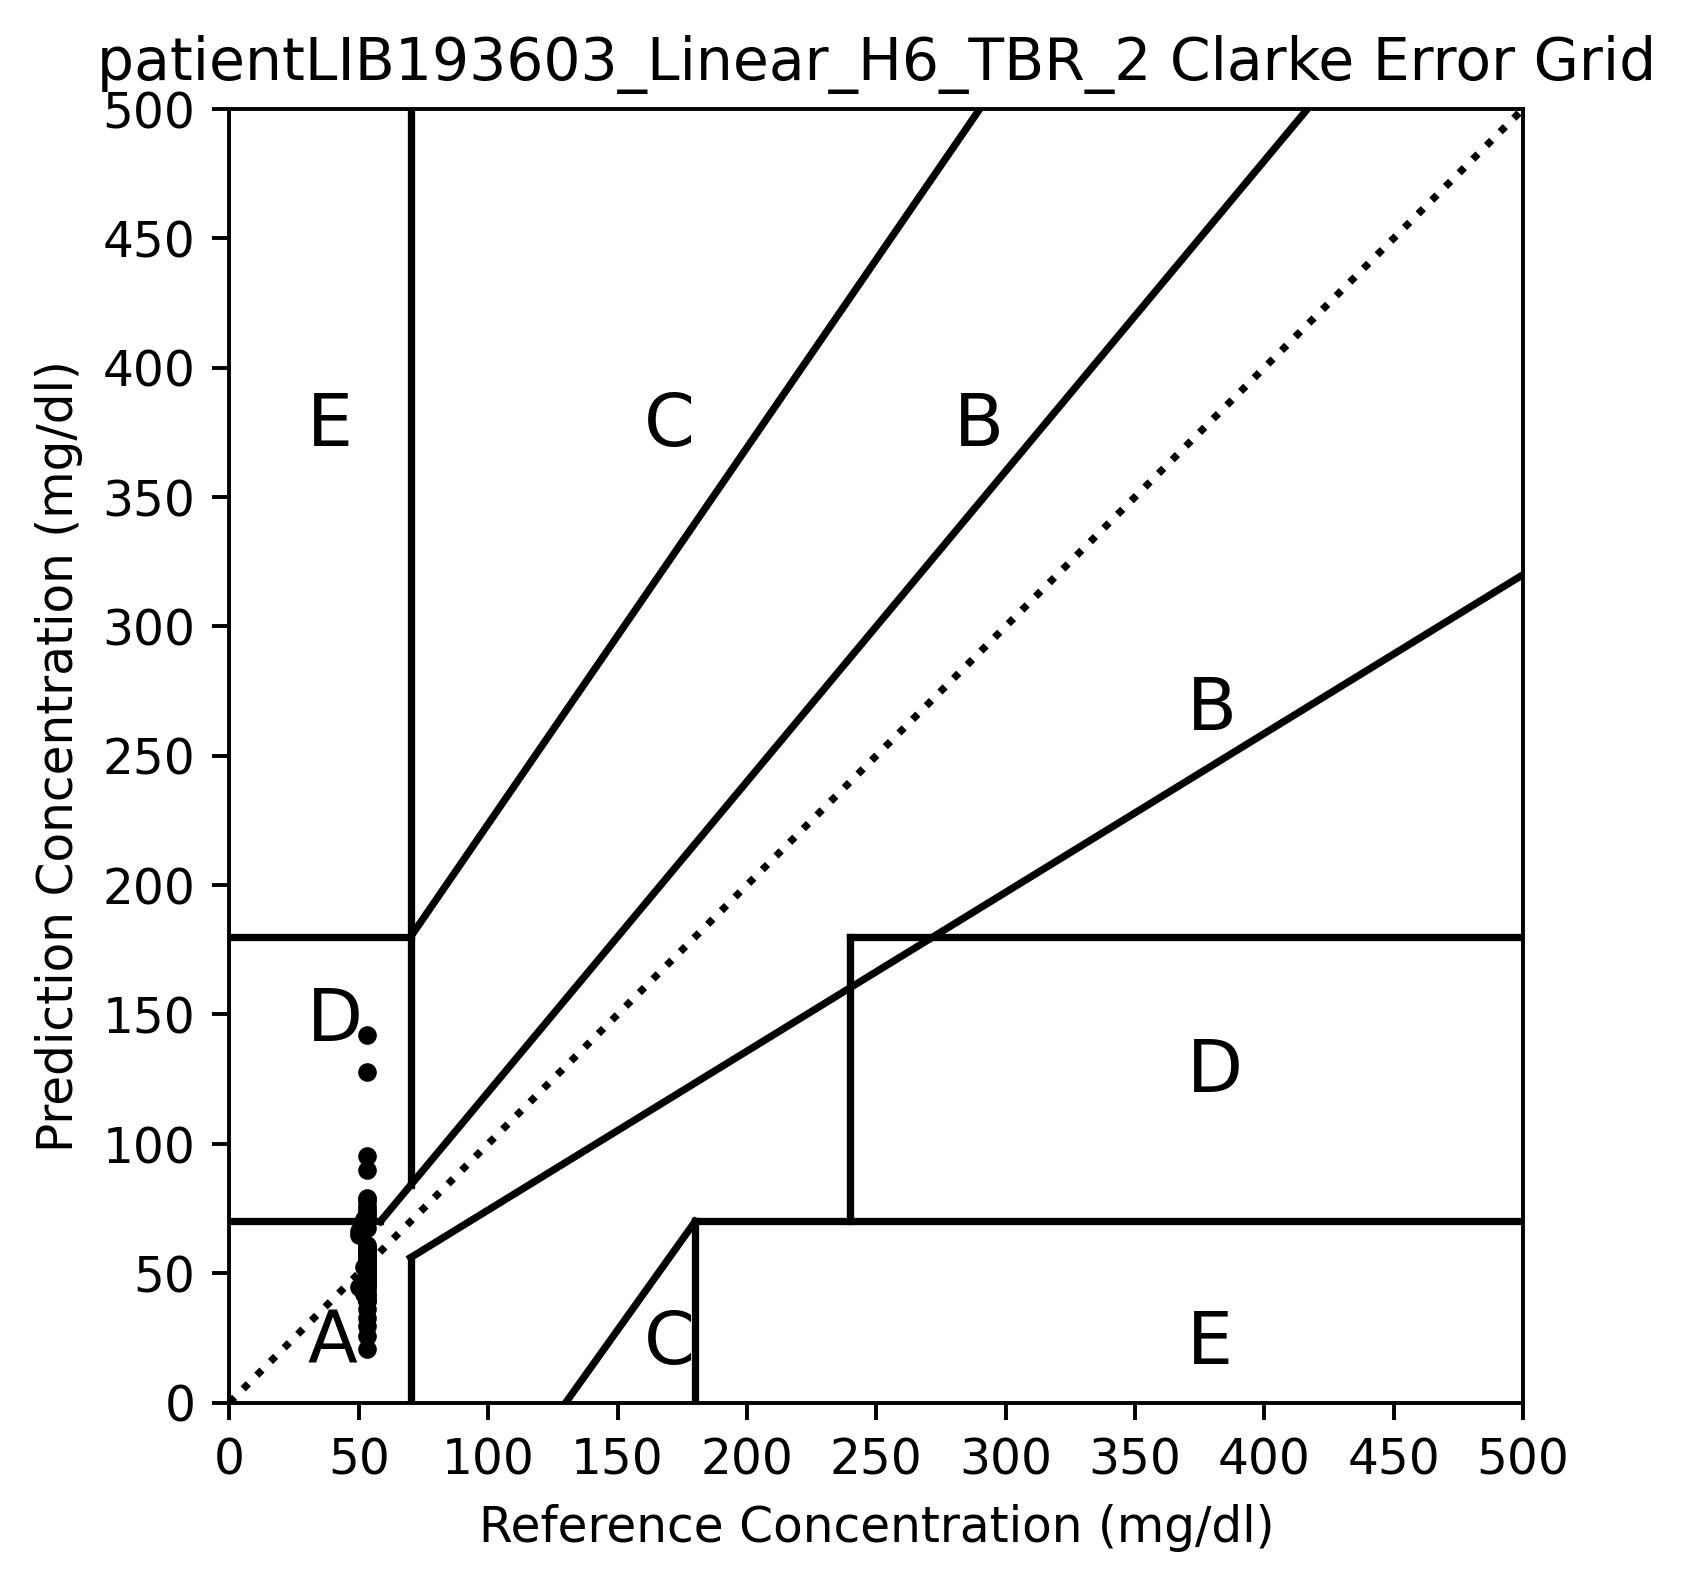 patientLIB193603_Linear_H6_TBR_2 Clarke Error Grid
Prediction Concentration (mg/dl)
500
450
400
350
300
250
200
150
100
50
0
E
C
B
B
D
D
A
C
E
0 50 100 150 200 250 300 350 400 450 500
Reference Concentration (mg/dl)